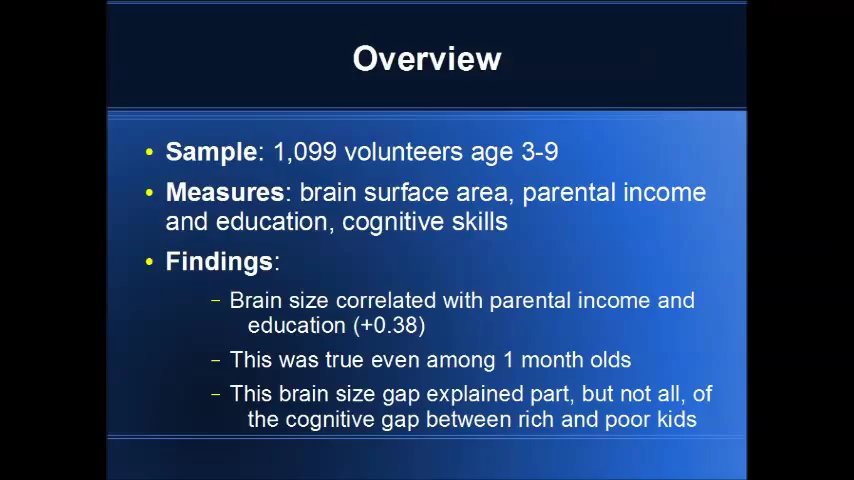 Overview
• Sample: 1,099 volunteers age 3-9
• Measures: brain surface area, parental income
and education, cognitive skills
• Findings:
– Brain size correlated with parental income and
education (+0.38)
– This was true even among 1 month olds
– This brain size gap explained part, but not all, of
the cognitive gap between rich and poor kids